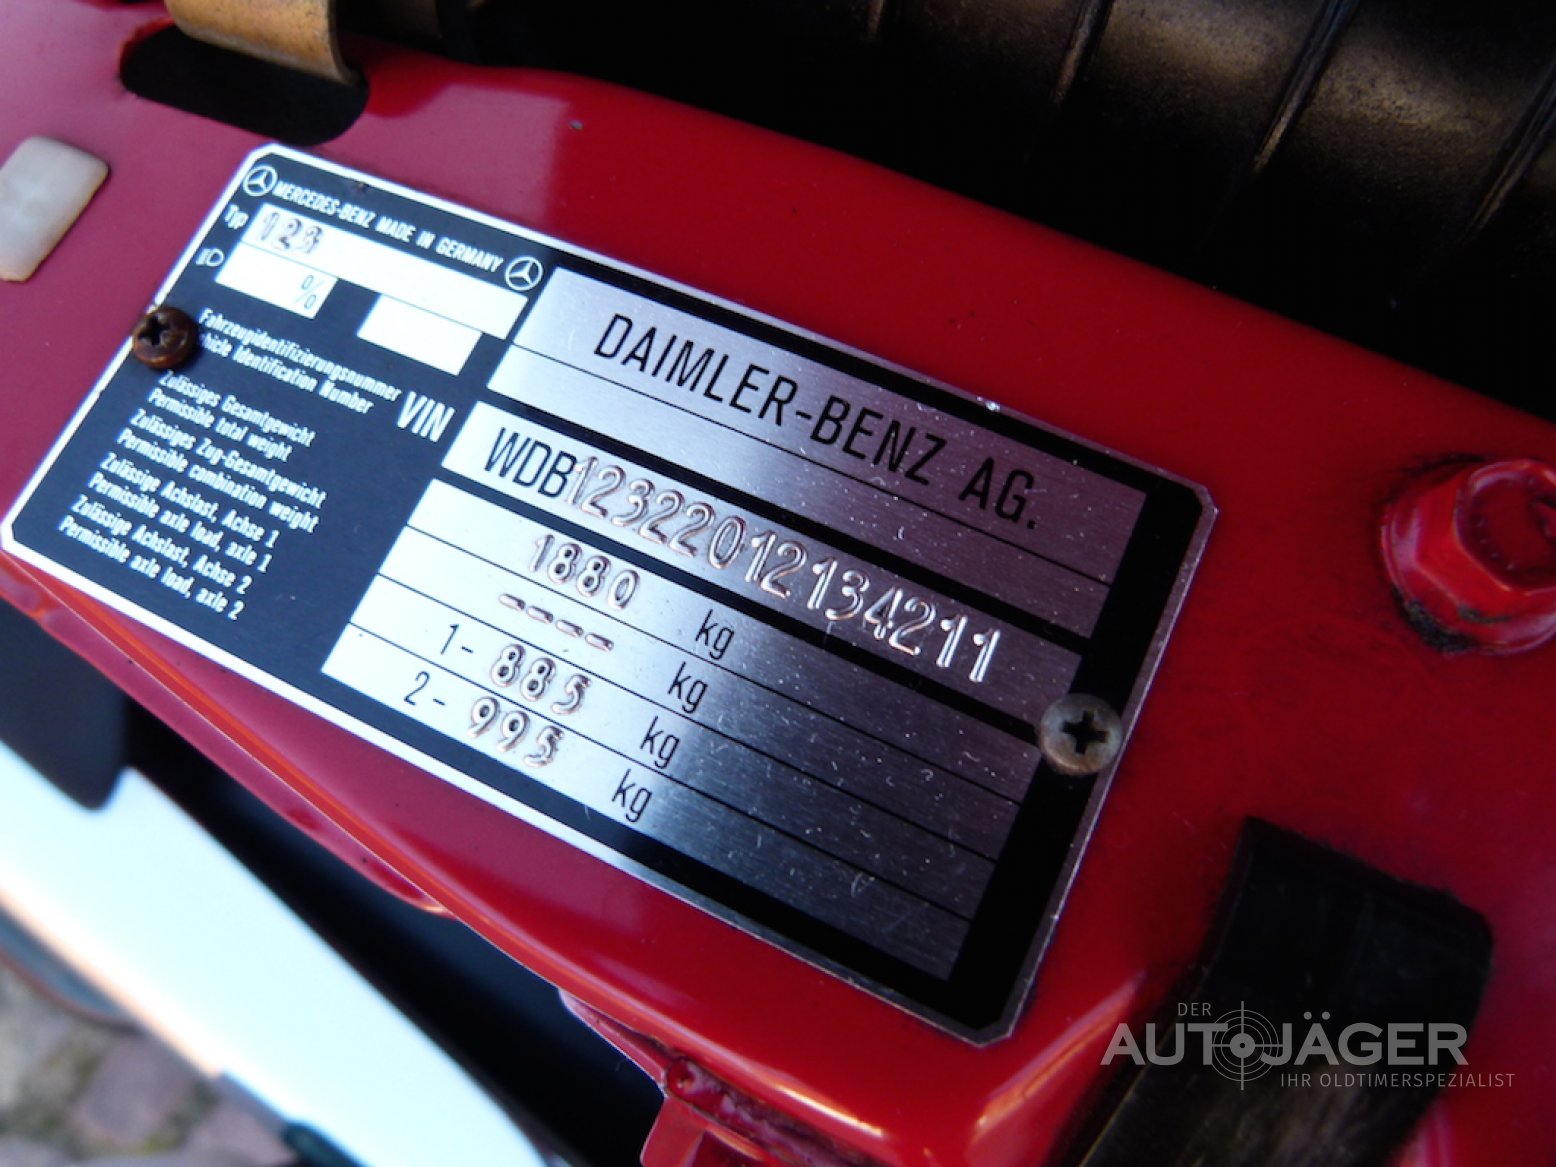 MERCEDES-BENZ MADE IN GERMANY
Typ 123
%
DAIMLER-BENZ AG.
Fahrzeugidentifizierungsnummer
hicle Identification Number
VIN WDB12322012134211
Zulässiges Gesamtgewicht
Permissible total weight
1880 kg
Zulässiges Zug-Gesamtgewicht
Permissible combination weight
---- kg
Zulässige Achslast, Achse 1
Permissible axle load, axle 1
1- 885 kg
Zulässige Achslast, Achse 2
Permissible axle load, axle 2
2- 995 kg
DER
AUTOJÄGER
IHR OLDTIMERSPEZIALIST